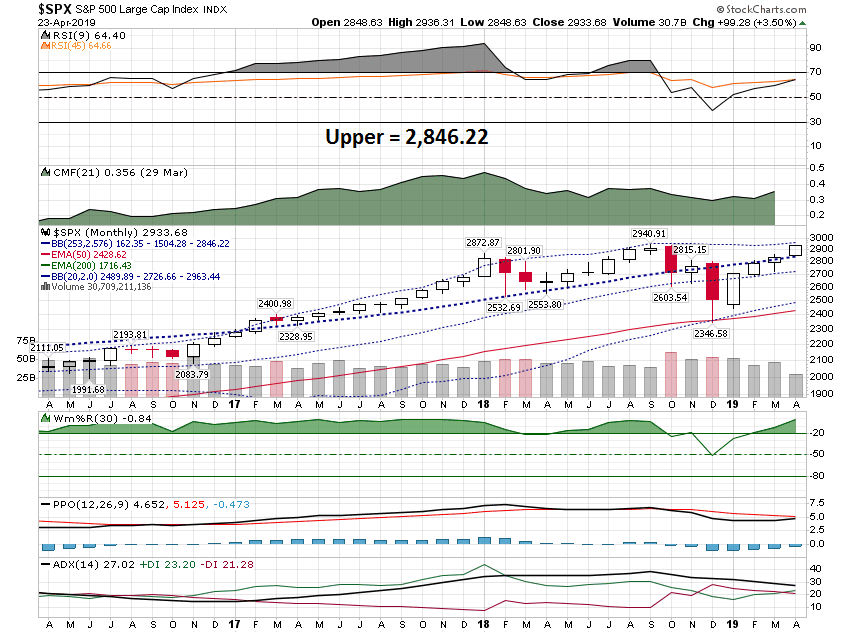 $SPX S&P 500 Large Cap Index INDX
© StockCharts.com
23-Apr-2019
Open 2848.63 High 2936.31 Low 2848.63 Close 2933.68 Volume 30.7B Chg +99.28 (+3.50%)
RSI(9) 64.40
RSI(45) 64.66
90
70
50
30
10
Upper = 2,846.22
CMF(21) 0.356 (29 Mar)
0.5
0.4
0.3
0.2
$SPX (Monthly) 2933.68
BB(253,2.576) 162.35 - 1504.28 - 2846.22
EMA(50) 2428.62
EMA(200) 1716.43
BB(20,2.0) 2489.89 - 2726.66 - 2963.44
Volume 30,709,211,136
2940.91
2872.87
2801.90
2815.15
2603.54
2532.69
2553.80
2400.98
2346.58
2328.95
2193.81
2111.05
2083.79
1991.68
3000
2900
2800
2700
2600
2500
2400
2300
2200
2100
2000
1900
75B
50B
25B
A M J J A S O N D 17 F M A M J J A S O N D 18 F M A M J J A S O N D 19 F M A
Wm%R(30) -0.84
-20
-50
-80
PPO(12,26,9) 4.652, 5.125, -0.473
7.5
5.0
2.5
0.0
ADX(14) 27.02 +DI 23.20 -DI 21.28
40
30
20
10
A M J J A S O N D 17 F M A M J J A S O N D 18 F M A M J J A S O N D 19 F M A